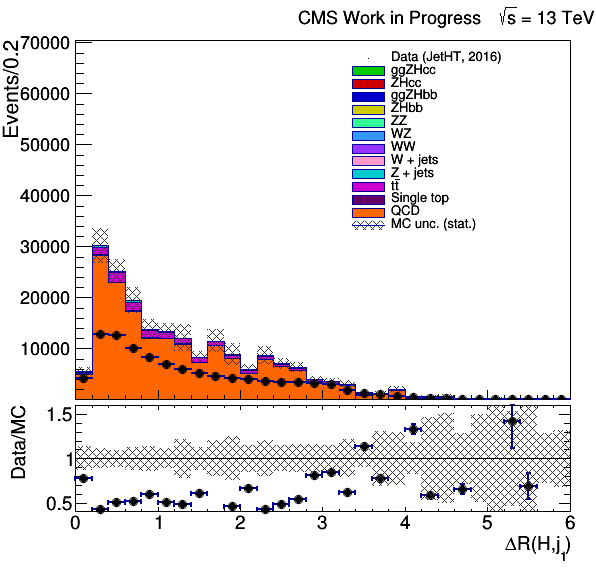 CMS Work in Progress √s = 13 TeV
Events/0.2
70000
60000
50000
40000
30000
20000
10000
Data (JetHT, 2016)
ggZHcc
ZHcc
ggZHbb
ZHbb
ZZ
WZ
WW
W + jets
Z + jets
tt̄
Single top
QCD
MC unc. (stat.)
Data/MC
1.5
1
0.5
0 1 2 3 4 5 6
ΔR(H,j₁)